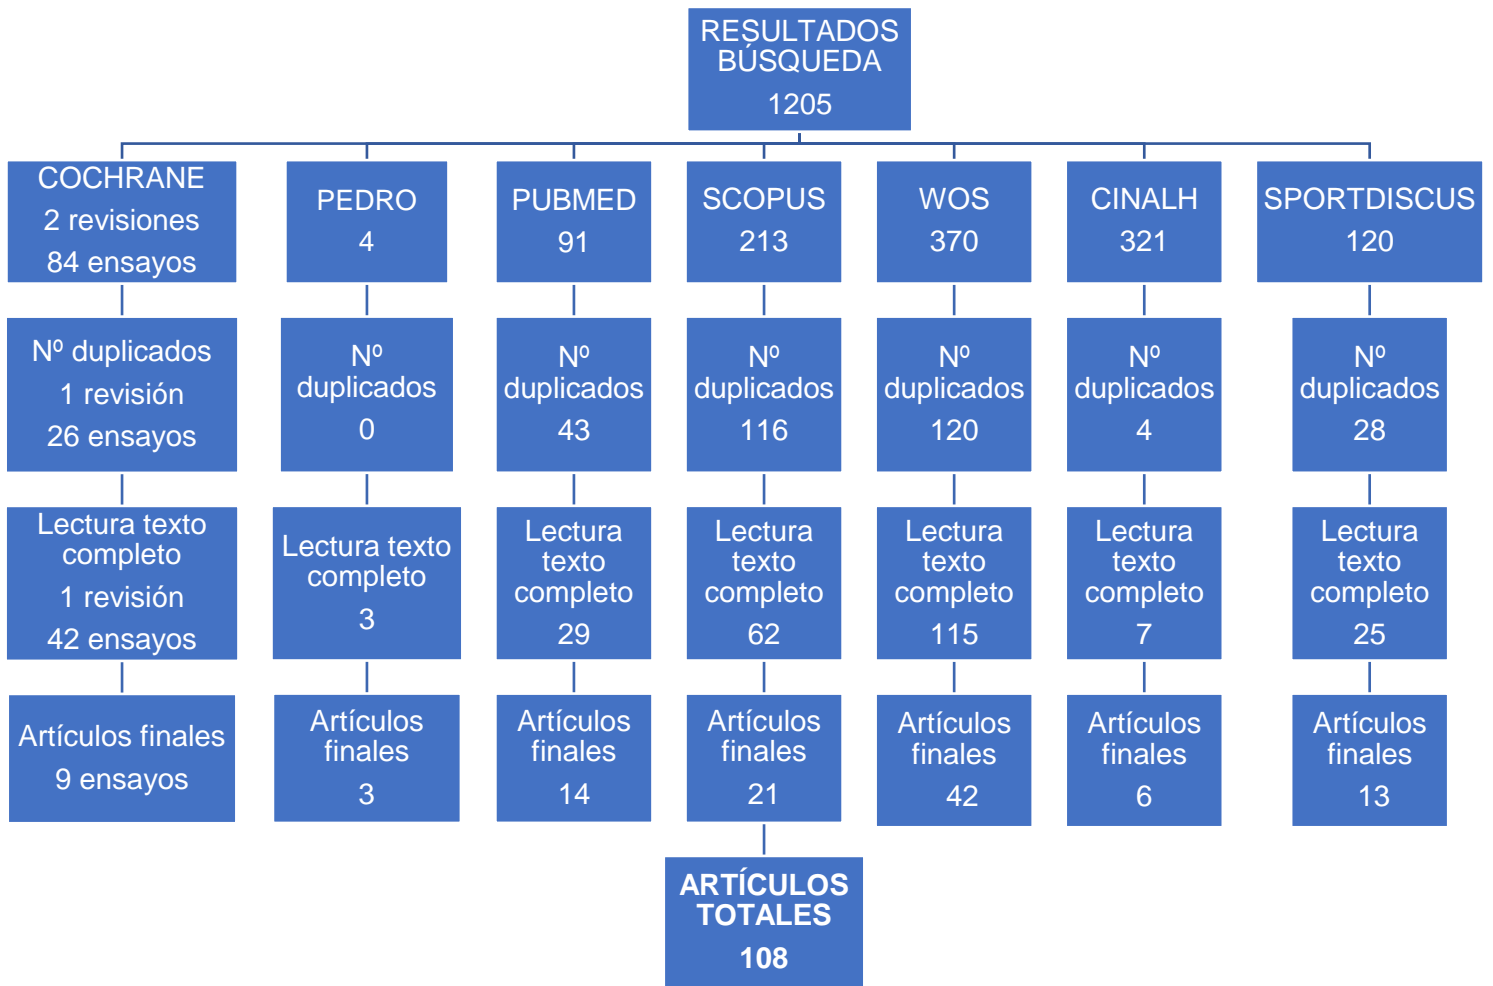 RESULTADOS
BÚSQUEDA
1205
COCHRANE
2 revisiones
84 ensayos
PEDRO
4
PUBMED
91
SCOPUS
213
WOS
370
CINALH
321
SPORTDISCUS
120
Nº duplicados
1 revisión
26 ensayos
Nº
duplicados
0
Nº
duplicados
43
Nº
duplicados
116
Nº
duplicados
120
Nº
duplicados
4
Nº
duplicados
28
Lectura texto
completo
1 revisión
42 ensayos
Lectura texto
completo
3
Lectura
texto
completo
29
Lectura
texto
completo
62
Lectura
texto
completo
115
Lectura
texto
completo
7
Lectura
texto
completo
25
Artículos finales
9 ensayos
Artículos
finales
3
Artículos
finales
14
Artículos
finales
21
Artículos
finales
42
Artículos
finales
6
Artículos
finales
13
ARTÍCULOS
TOTALES
108